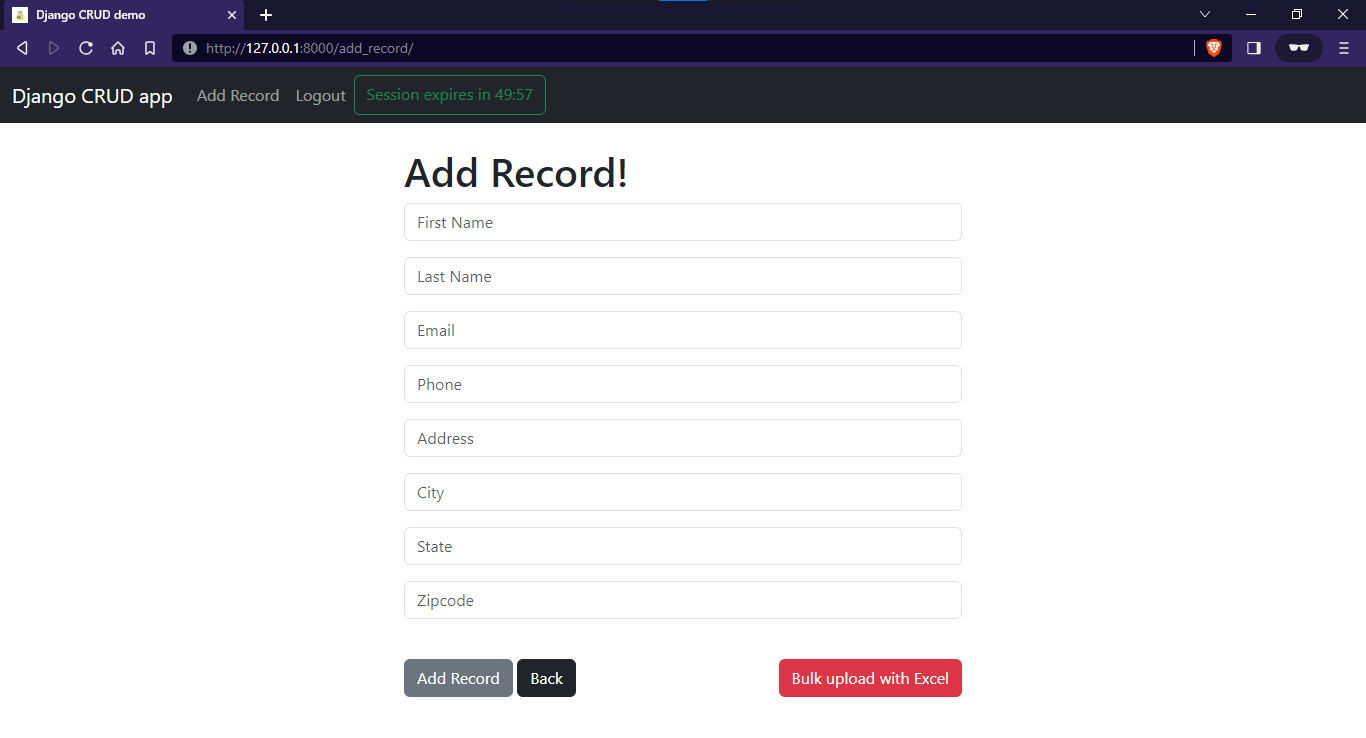 Django CRUD demo
http://127.0.0.1:8000/add_record/
Django CRUD app Add Record Logout Session expires in 49:57
Add Record!
First Name
Last Name
Email
Phone
Address
City
State
Zipcode
Add Record Back Bulk upload with Excel